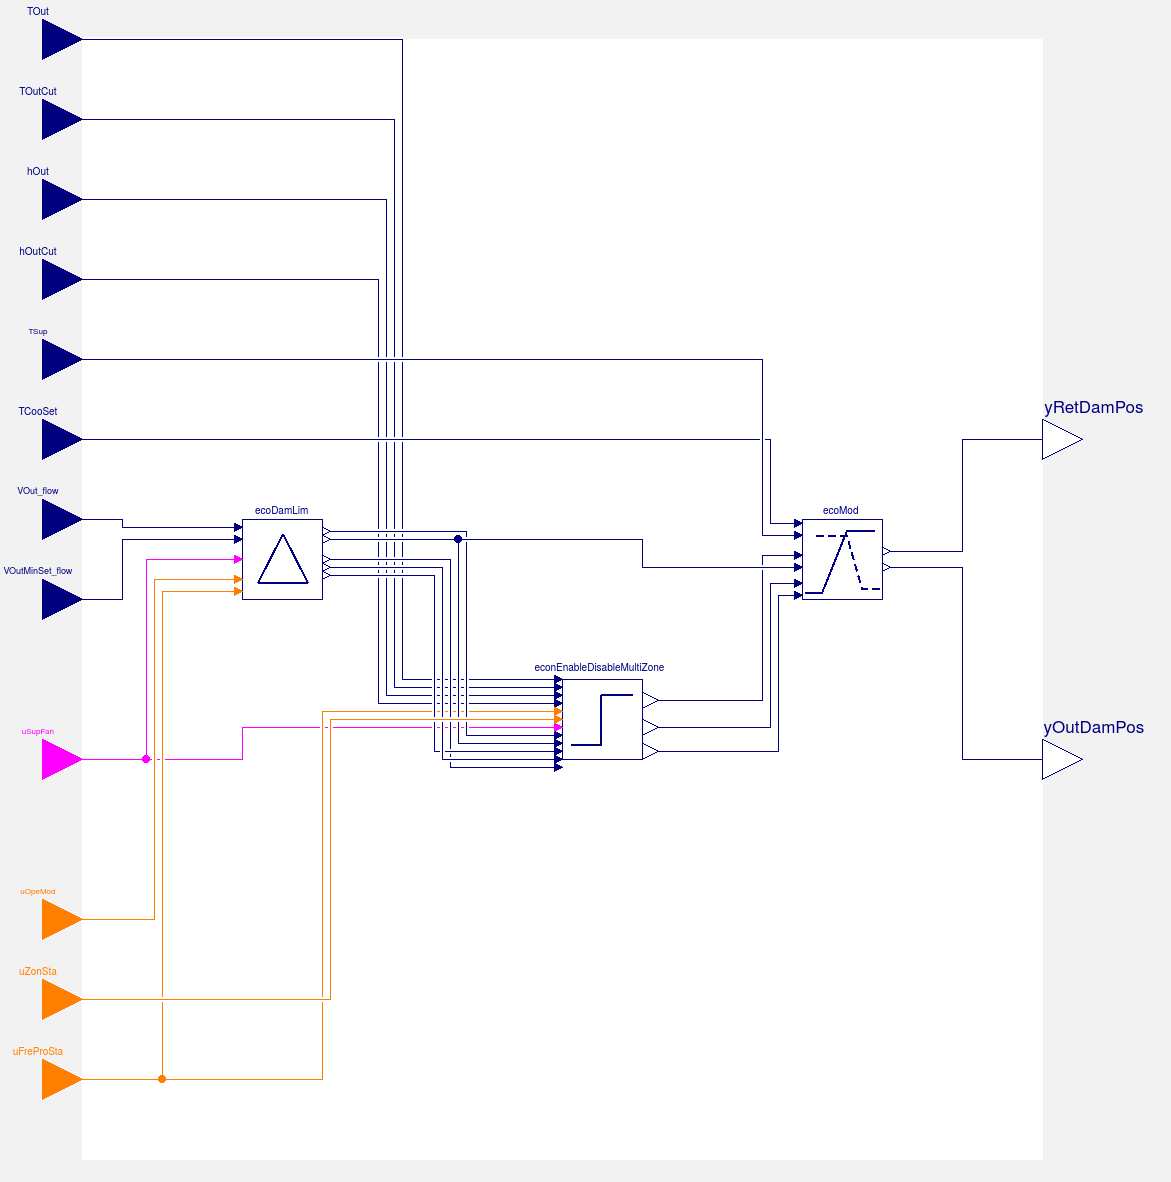 TOut
TOutCut
hOut
hOutCut
TSup
TCooSet
yRetDamPos
VOut_flow
ecoDamLim
ecoMod
VOutMinSet_flow
econEnableDisableMultiZone
uSupFan
yOutDamPos
uOpeMod
uZonSta
uFreProSta